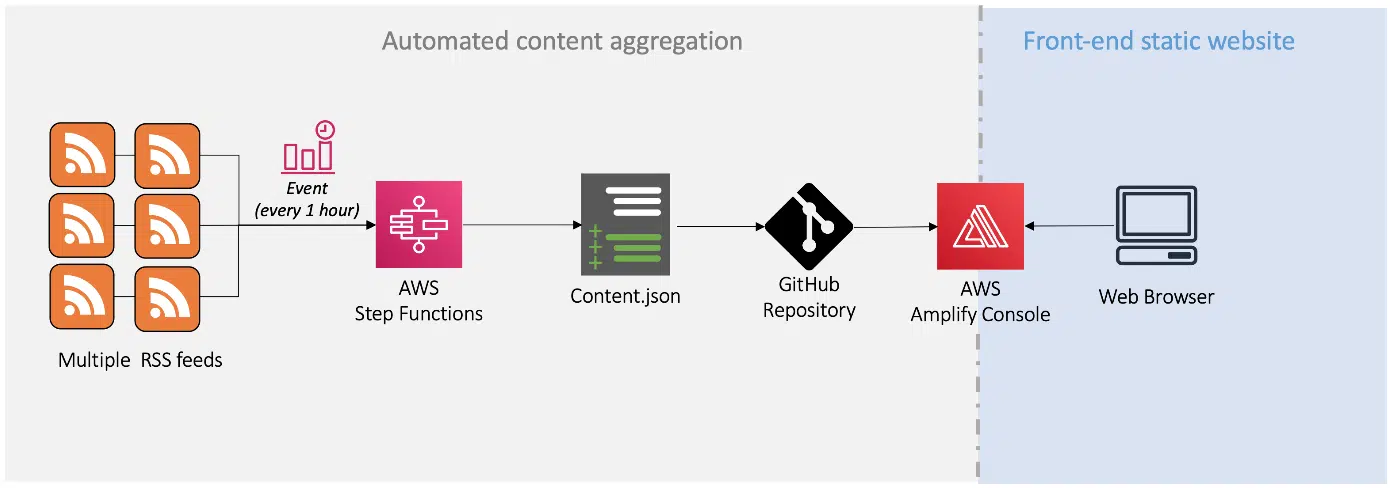 Automated content aggregation
Front-end static website
Event
(every 1 hour)
AWS
Step Functions
Content.json
GitHub
Repository
AWS
Amplify Console
Web Browser
Multiple RSS feeds